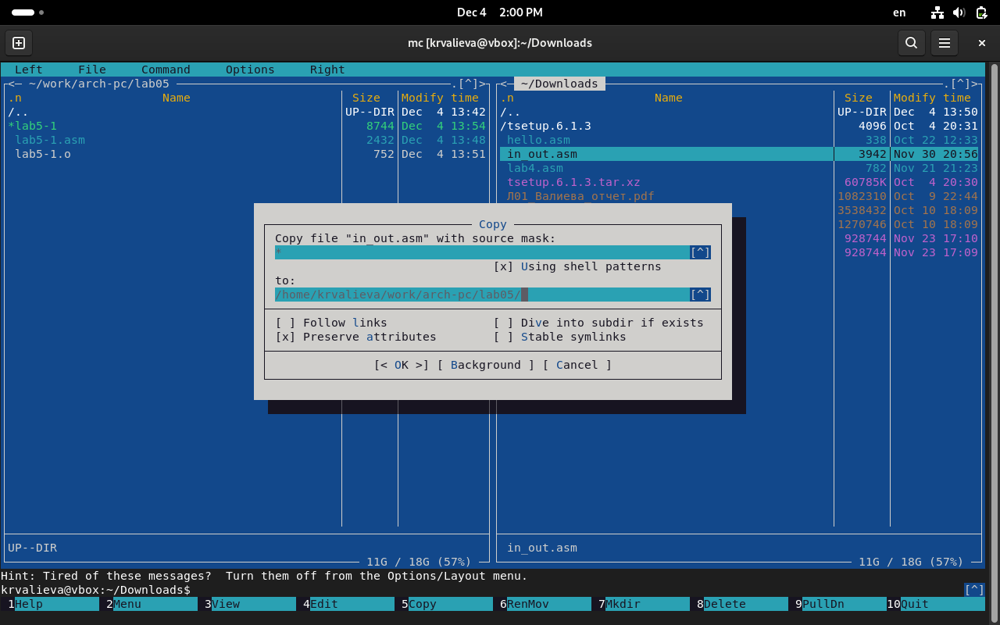 Dec 4 2:00 PM
en
mc [krvalieva@vbox]:~/Downloads
Left File Command Options Right
<─ ~/work/arch-pc/lab05 .[^]>
.n Name Size Modify time
/.. UP--DIR Dec 4 13:42
*lab5-1 8744 Dec 4 13:54
lab5-1.asm 2432 Dec 4 13:48
lab5-1.o 752 Dec 4 13:51
UP--DIR
11G / 18G (57%)
<─ ~/Downloads .[^]>
.n Name Size Modify time
/.. UP--DIR Dec 4 13:50
/tsetup.6.1.3 4096 Oct 4 20:31
hello.asm 338 Oct 22 12:33
in_out.asm 3942 Nov 30 20:56
lab4.asm 782 Nov 21 21:23
tsetup.6.1.3.tar.xz 60785K Oct 4 20:30
Л01_Валиева_отчет.pdf 1082310 Oct 9 22:44
3538432 Oct 10 18:09
1270746 Oct 10 18:09
928744 Nov 23 17:10
928744 Nov 23 17:09
in_out.asm
11G / 18G (57%)
Copy
Copy file "in_out.asm" with source mask:
* [^]
[x] Using shell patterns
to:
/home/krvalieva/work/arch-pc/lab05/ [^]
[ ] Follow links [ ] Dive into subdir if exists
[x] Preserve attributes [ ] Stable symlinks
[< OK >] [ Background ] [ Cancel ]
Hint: Tired of these messages? Turn them off from the Options/Layout menu.
krvalieva@vbox:~/Downloads$ [^]
1Help 2Menu 3View 4Edit 5Copy 6RenMov 7Mkdir 8Delete 9PullDn 10Quit